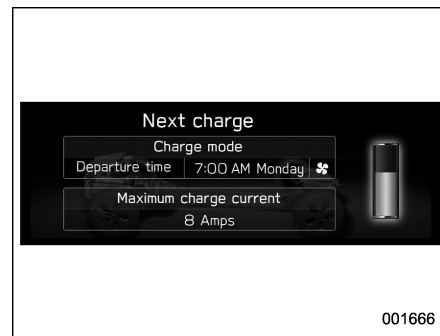 Next charge
Charge mode
Departure time 7:00 AM Monday
Maximum charge current
8 Amps
001666